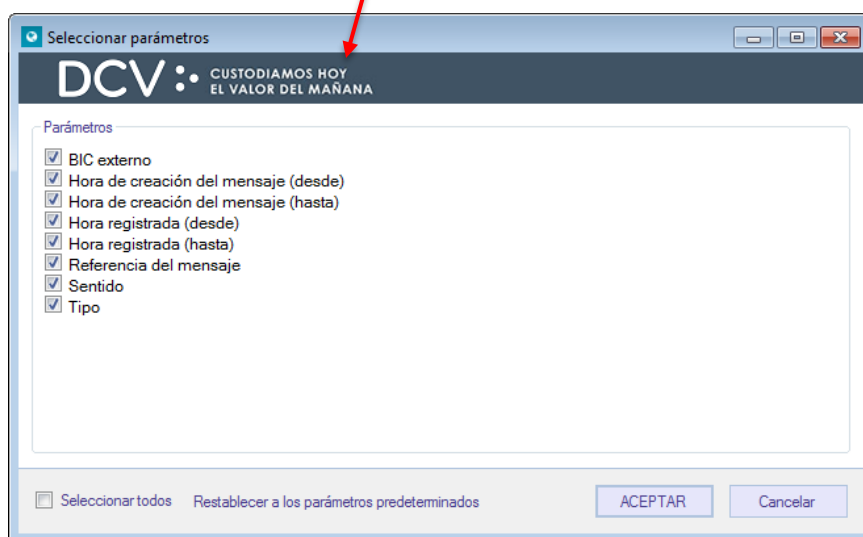 Seleccionar parámetros
DCV
CUSTODIAMOS HOY
EL VALOR DEL MAÑANA
Parámetros
BIC externo
Hora de creación del mensaje (desde)
Hora de creación del mensaje (hasta)
Hora registrada (desde)
Hora registrada (hasta)
Referencia del mensaje
Sentido
Tipo
Seleccionar todos Restablecer a los parámetros predeterminados ACEPTAR Cancelar